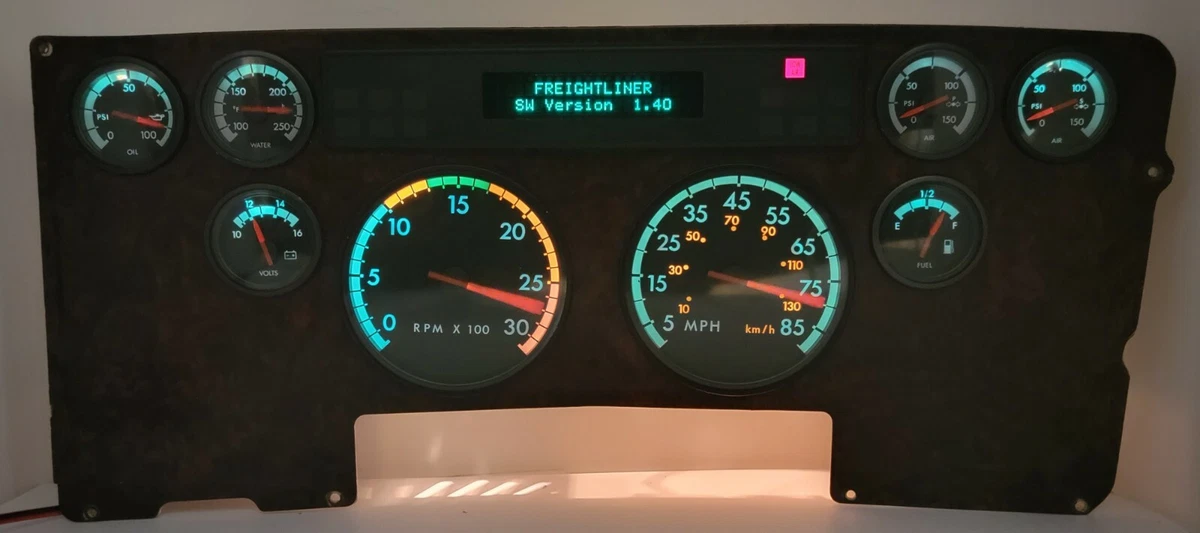 50
PSI
0 100
OIL
150 200
°F
100 250
WATER
FREIGHTLINER
SW Version 1.40
50 100
PSI P
0 150
AIR
50 100
PSI S
0 150
AIR
12 14
10 16
VOLTS
0 5 10 15 20 25 30
RPM X 100
5 15 25 35 45 55 65 75 85
MPH
10 30 50 70 90 110 130
km/h
1/2
E F
FUEL